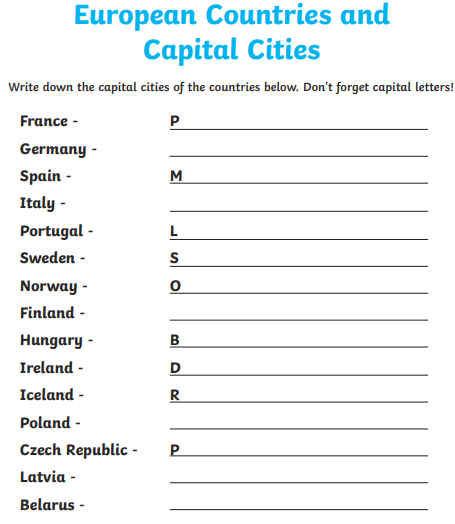 European Countries and
Capital Cities
Write down the capital cities of the countries below. Don't forget capital letters!
France - P
Germany -
Spain - M
Italy -
Portugal - L
Sweden - S
Norway - O
Finland -
Hungary - B
Ireland - D
Iceland - R
Poland -
Czech Republic - P
Latvia -
Belarus -